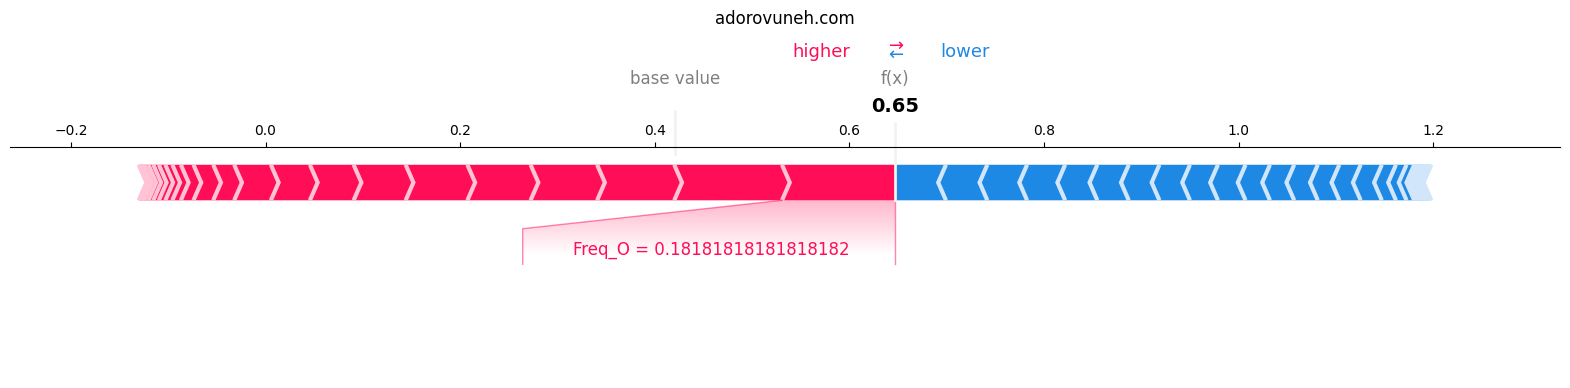 adorovuneh.com
higher ⇄ lower
base value f(x)
0.65
−0.2 0.0 0.2 0.4 0.6 0.8 1.0 1.2
Freq_O = 0.18181818181818182